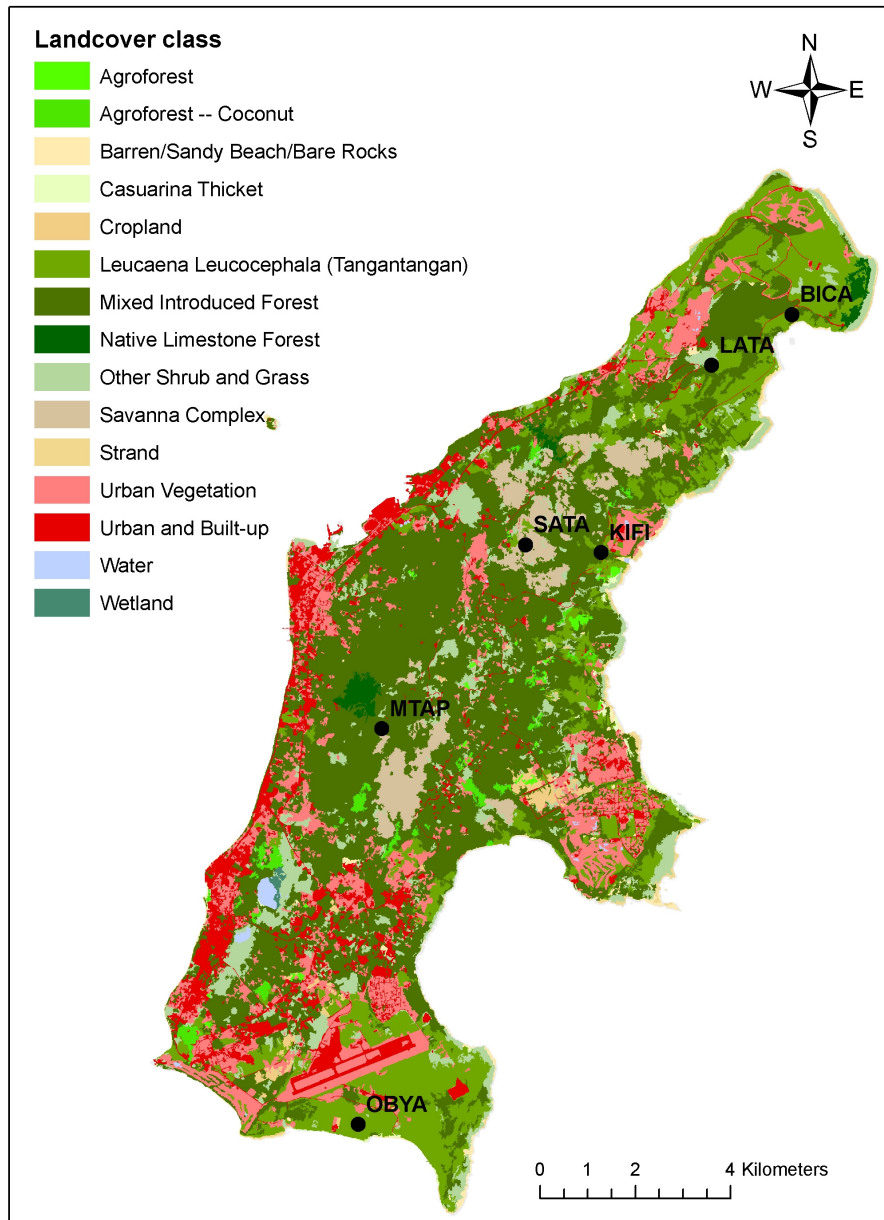 Landcover class
Agroforest
Agroforest -- Coconut
Barren/Sandy Beach/Bare Rocks
Casuarina Thicket
Cropland
Leucaena Leucocephala (Tangantangan)
Mixed Introduced Forest
Native Limestone Forest
Other Shrub and Grass
Savanna Complex
Strand
Urban Vegetation
Urban and Built-up
Water
Wetland
N
W E
S
BICA
LATA
SATA
KIFI
MTAP
OBYA
0 1 2 4 Kilometers